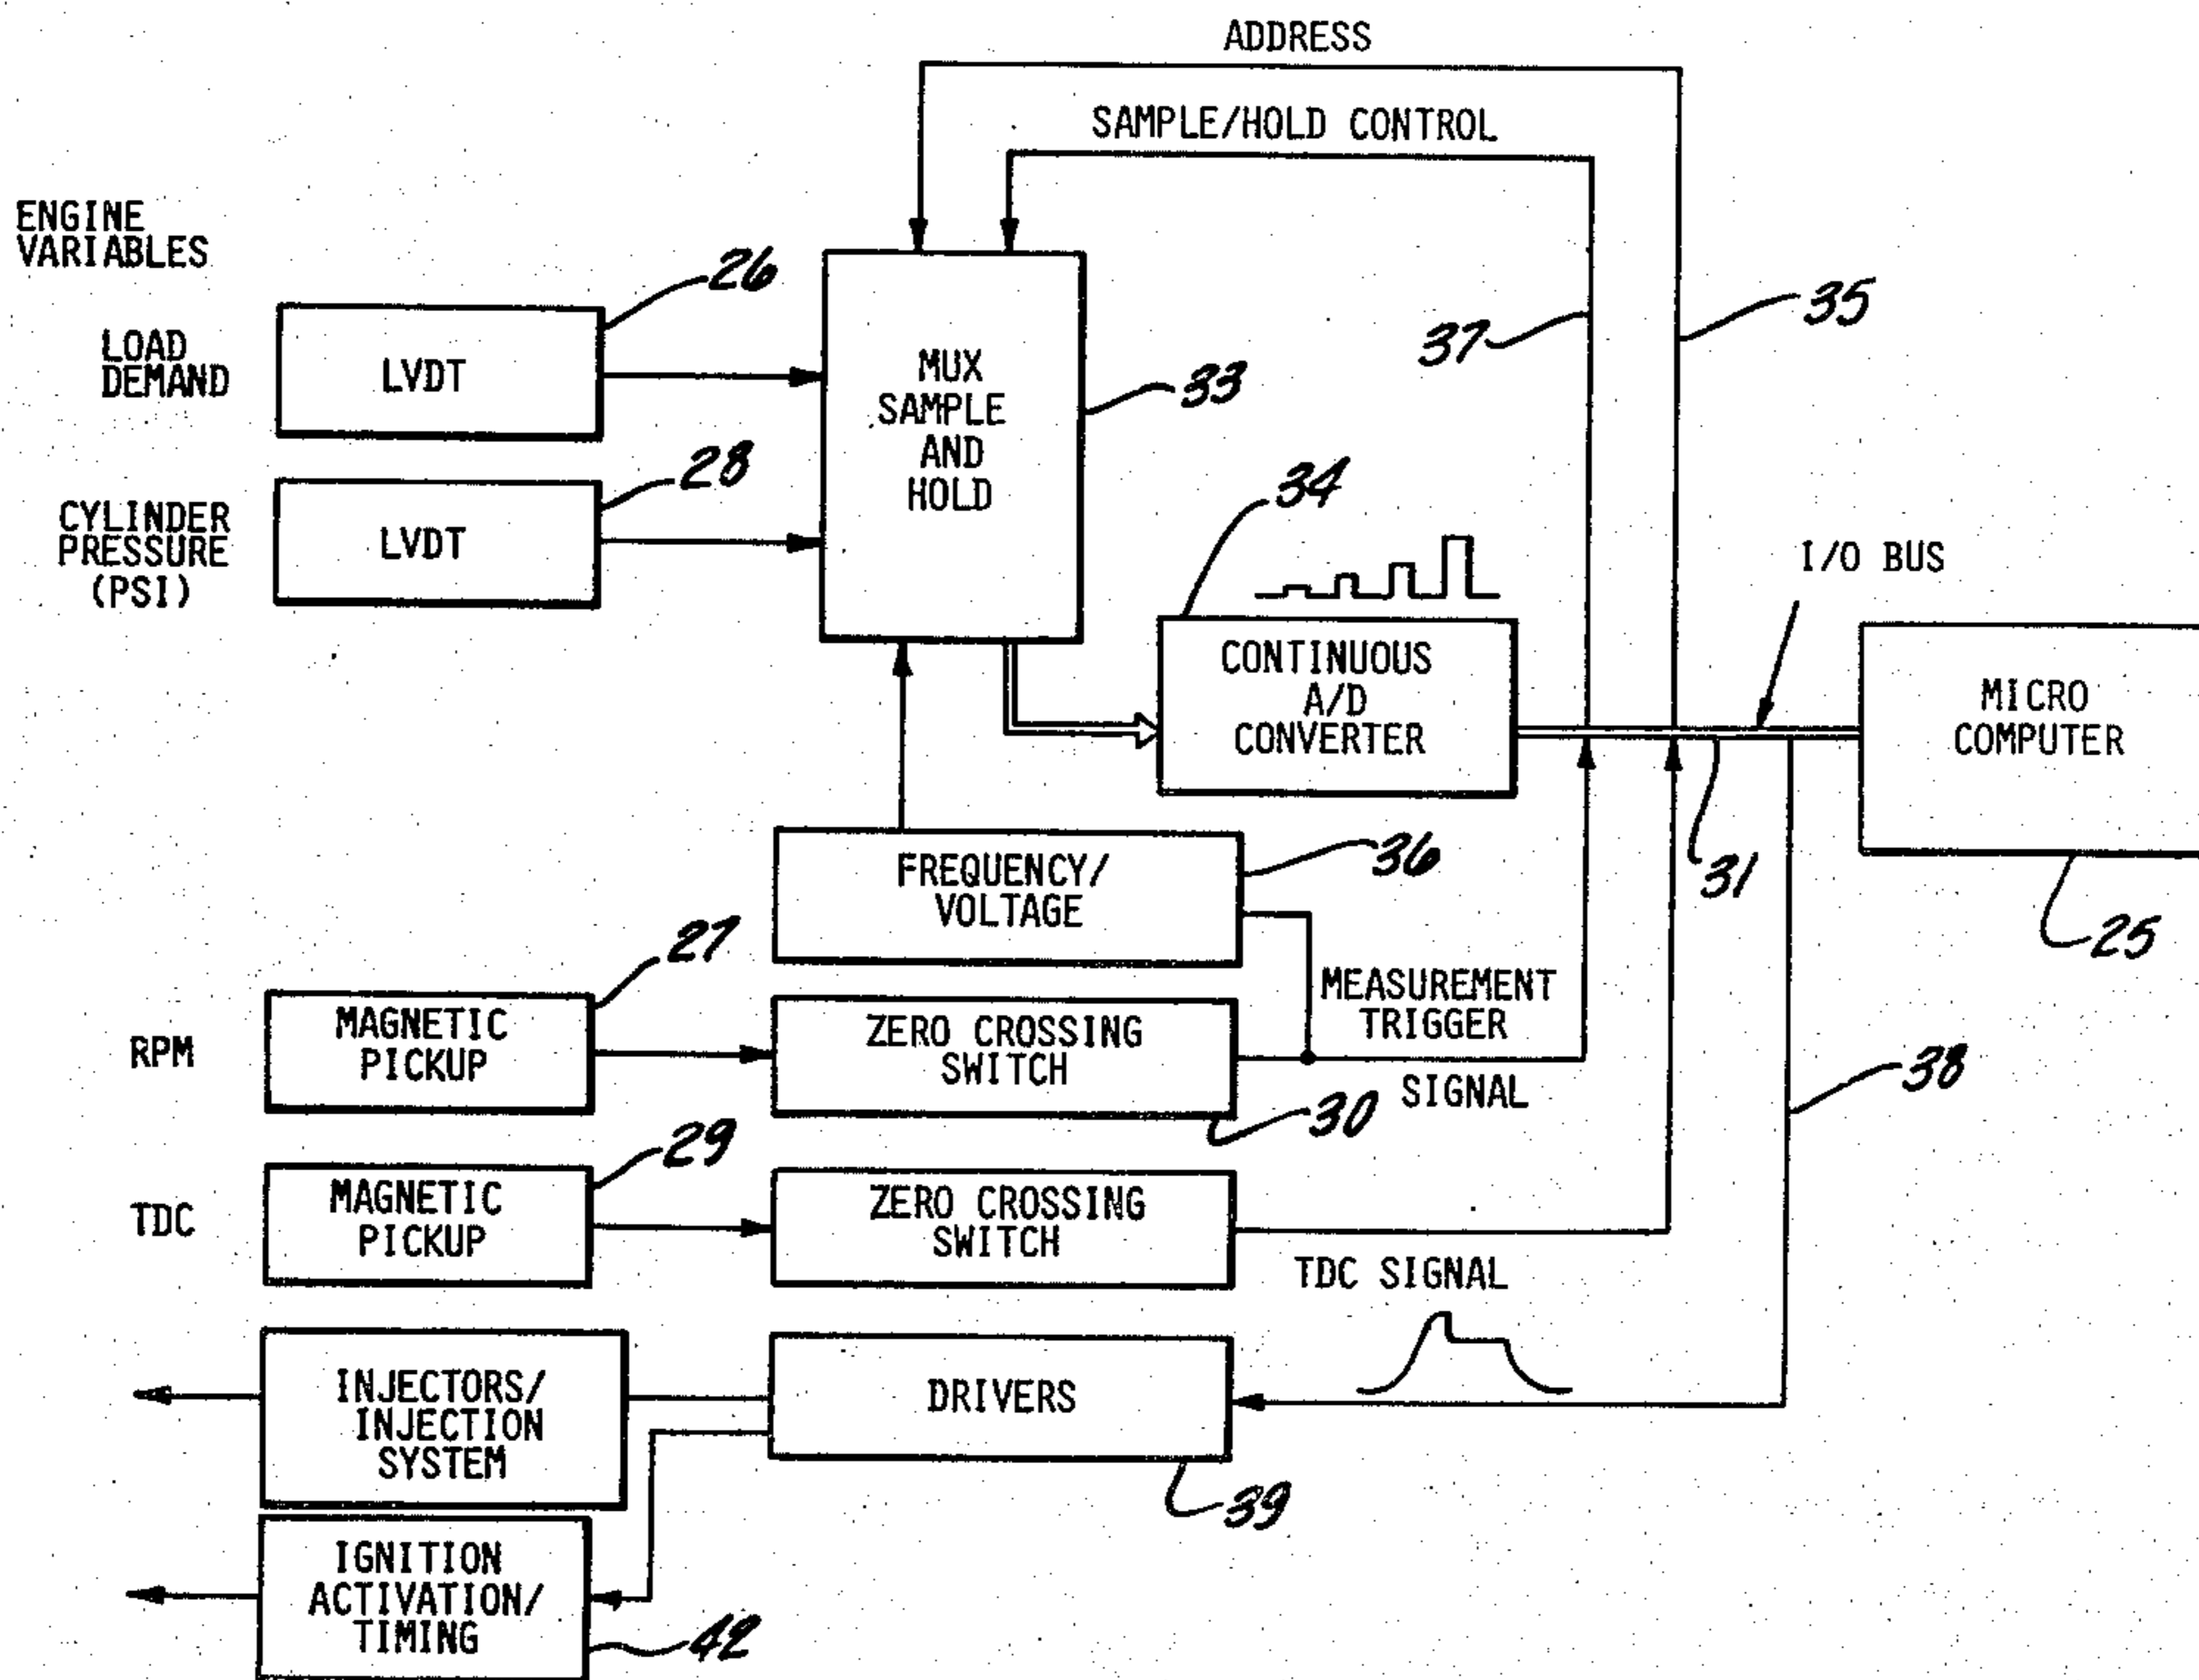 ADDRESS
SAMPLE/HOLD CONTROL
ENGINE
VARIABLES
26
LOAD
DEMAND
LVDT
MUX
SAMPLE
AND
HOLD
33
37
35
28
CYLINDER
PRESSURE
(PSI)
LVDT
34
I/O BUS
CONTINUOUS
A/D
CONVERTER
MICRO
COMPUTER
31
25
FREQUENCY/
VOLTAGE
36
27
RPM
MAGNETIC
PICKUP
ZERO CROSSING
SWITCH
30
MEASUREMENT
TRIGGER
SIGNAL
38
29
TDC
MAGNETIC
PICKUP
ZERO CROSSING
SWITCH
TDC SIGNAL
INJECTORS/
INJECTION
SYSTEM
DRIVERS
39
IGNITION
ACTIVATION/
TIMING
42